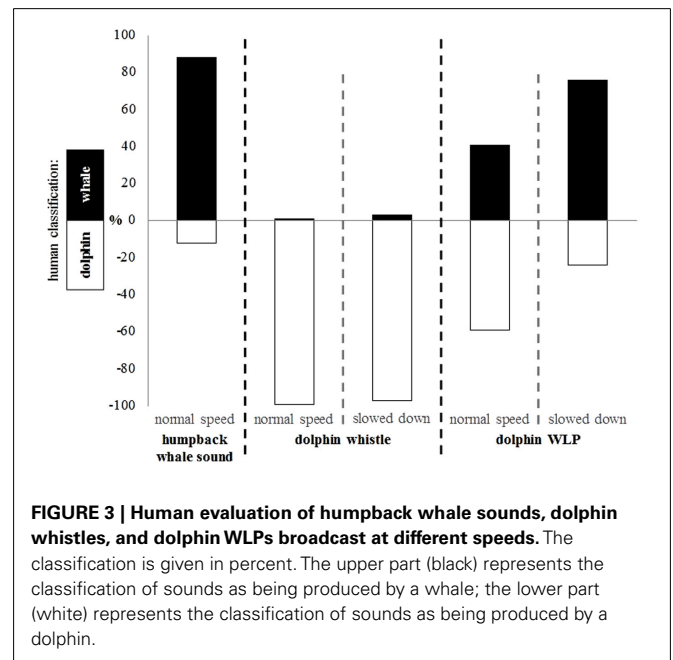 100
80
60
40
20
% 0
-20
-40
-60
-80
-100
human classification:
whale
dolphin
normal speed normal speed slowed down normal speed slowed down
humpback dolphin whistle dolphin WLP
whale sound
FIGURE 3 | Human evaluation of humpback whale sounds, dolphin
whistles, and dolphin WLPs broadcast at different speeds. The
classification is given in percent. The upper part (black) represents the
classification of sounds as being produced by a whale; the lower part
(white) represents the classification of sounds as being produced by a
dolphin.